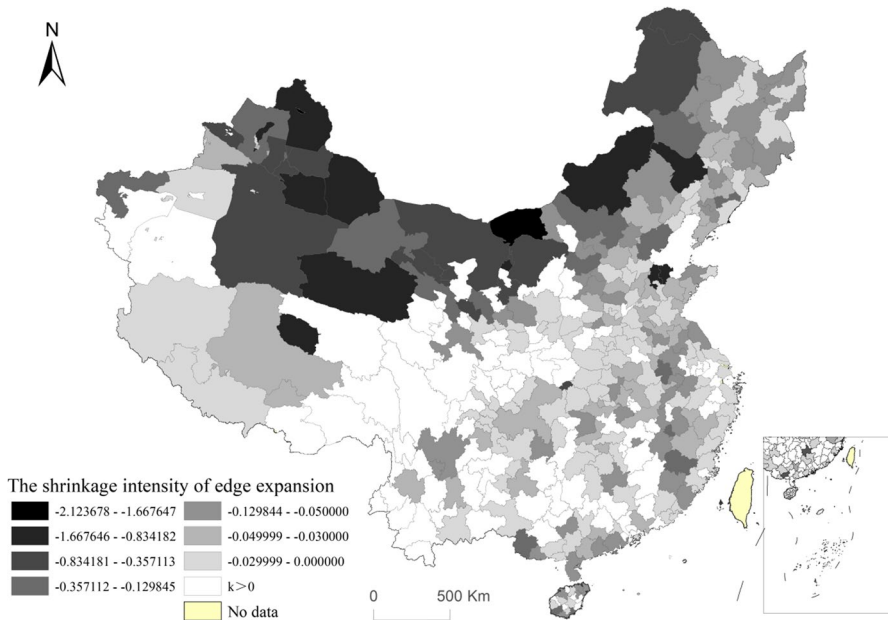 N
The shrinkage intensity of edge expansion
-2.123678 - -1.667647
-1.667646 - -0.834182
-0.834181 - -0.357113
-0.357112 - -0.129845
-0.129844 - -0.050000
-0.049999 - -0.030000
-0.029999 - 0.000000
k>0
No data
0 500 Km